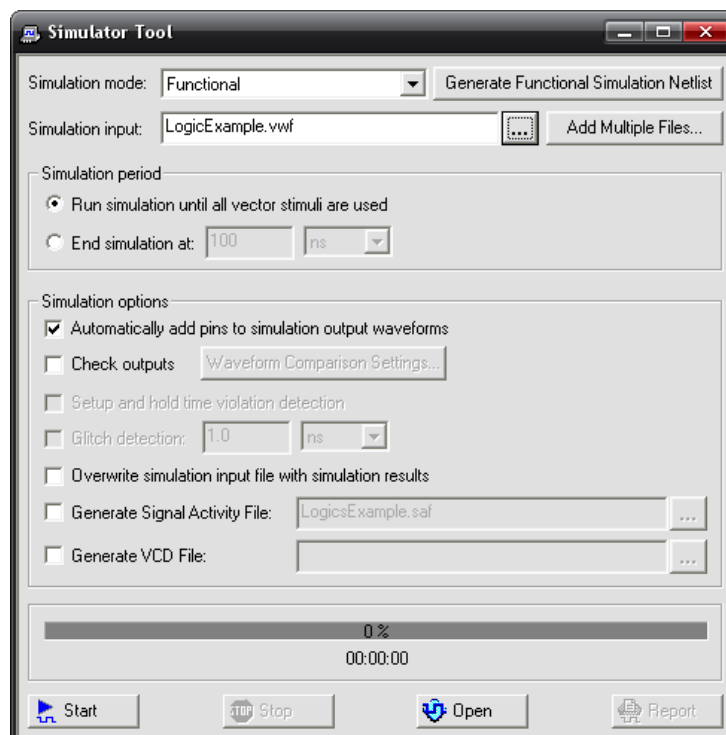 Simulator Tool
Simulation mode: Functional Generate Functional Simulation Netlist
Simulation input: LogicExample.vwf ... Add Multiple Files...
Simulation period
Run simulation until all vector stimuli are used
End simulation at: 100 ns
Simulation options
Automatically add pins to simulation output waveforms
Check outputs Waveform Comparison Settings...
Setup and hold time violation detection
Glitch detection: 1.0 ns
Overwrite simulation input file with simulation results
Generate Signal Activity File: LogicsExample.saf ...
Generate VCD File: ...
0 %
00:00:00
Start STOP Stop Open Report